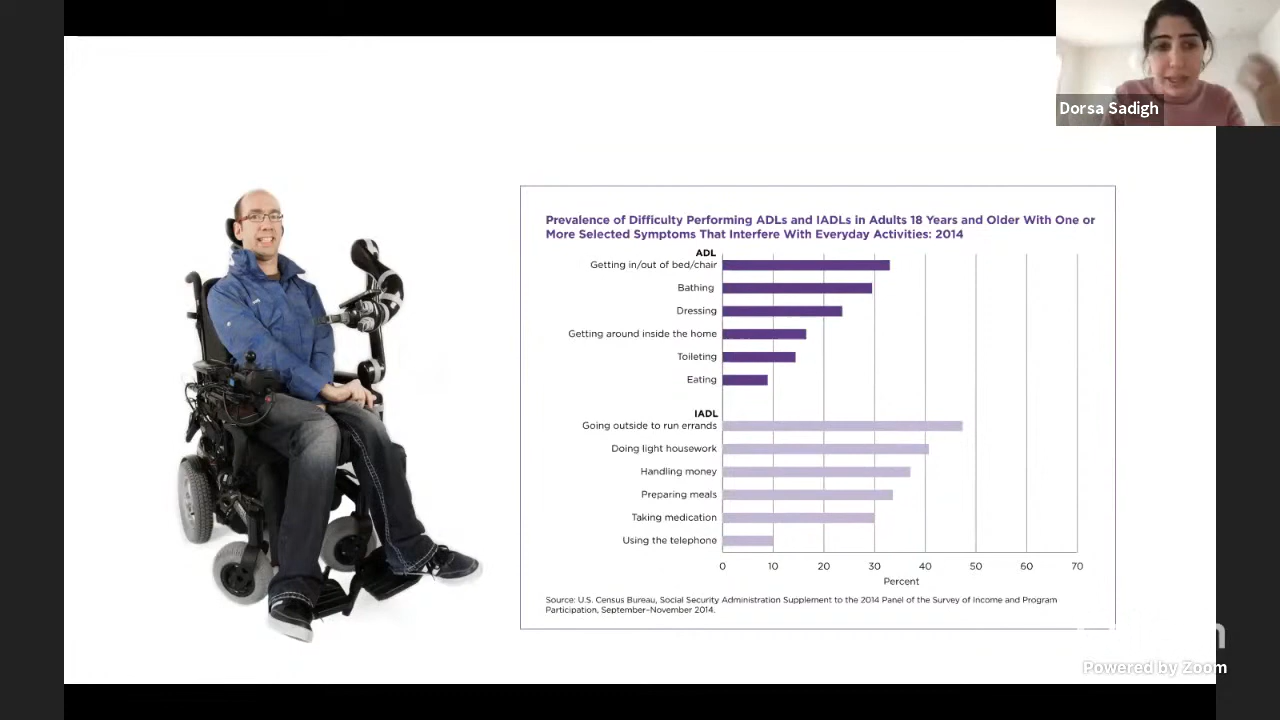 Dorsa Sadigh
Prevalence of Difficulty Performing ADLs and IADLs in Adults 18 Years and Older With One or
More Selected Symptoms That Interfere With Everyday Activities: 2014
ADL
Getting in/out of bed/chair
Bathing
Dressing
Getting around inside the home
Toileting
Eating
IADL
Going outside to run errands
Doing light housework
Handling money
Preparing meals
Taking medication
Using the telephone
0 10 20 30 40 50 60 70
Percent
Source: U.S. Census Bureau, Social Security Administration Supplement to the 2014 Panel of the Survey of Income and Program
Participation, September–November 2014.
Powered by Zoom